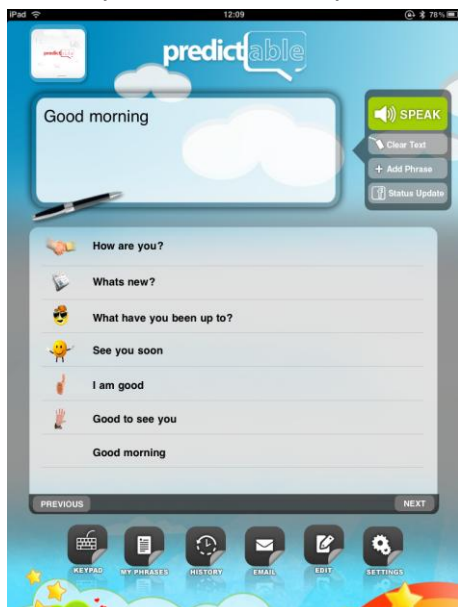 iPad 12:09 78%
predictable
predictable
Good morning
SPEAK
Clear Text
+ Add Phrase
Status Update
How are you?
Whats new?
What have you been up to?
See you soon
I am good
Good to see you
Good morning
PREVIOUS NEXT
KEYPAD MY PHRASES HISTORY EMAIL EDIT SETTINGS